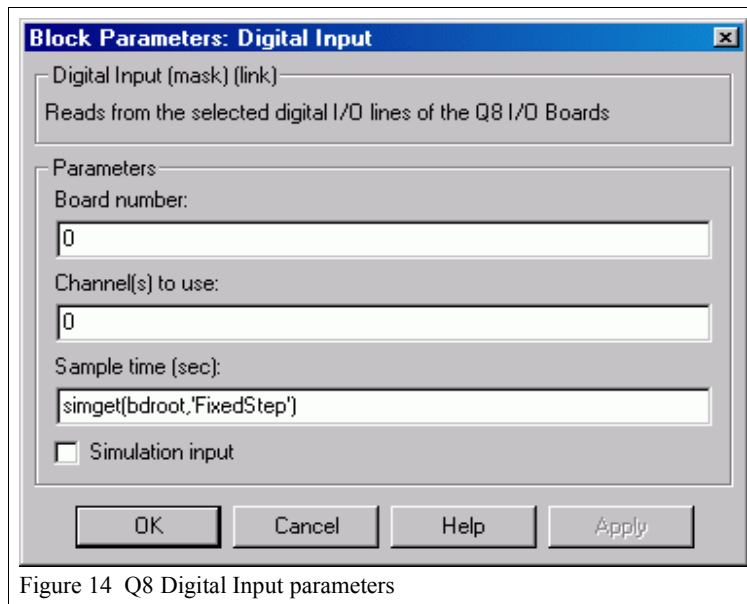 Block Parameters: Digital Input
Digital Input (mask) (link)
Reads from the selected digital I/O lines of the Q8 I/O Boards
Parameters
Board number:
0
Channel(s) to use:
0
Sample time (sec):
simget(bdroot,'FixedStep')
Simulation input
OK Cancel Help Apply
Figure 14 Q8 Digital Input parameters